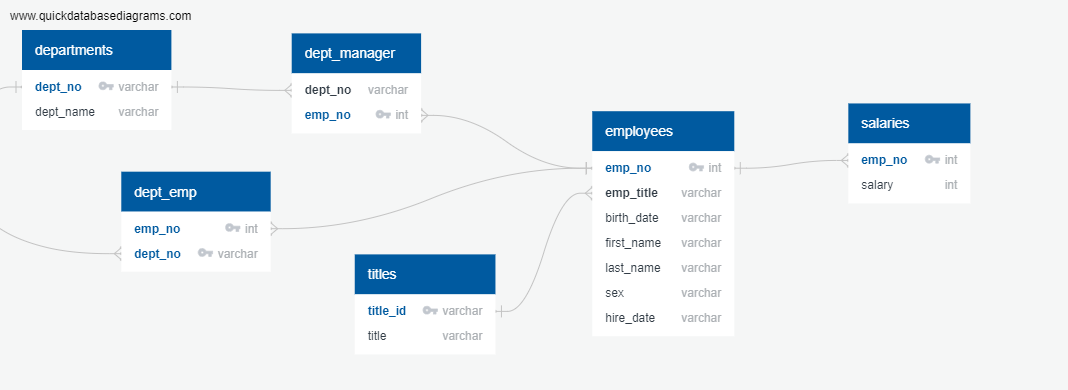 www.quickdatabasediagrams.com
departments
dept_no varchar
dept_name varchar
dept_manager
dept_no varchar
emp_no int
employees
emp_no int
emp_title varchar
birth_date varchar
first_name varchar
last_name varchar
sex varchar
hire_date varchar
salaries
emp_no int
salary int
dept_emp
emp_no int
dept_no varchar
titles
title_id varchar
title varchar